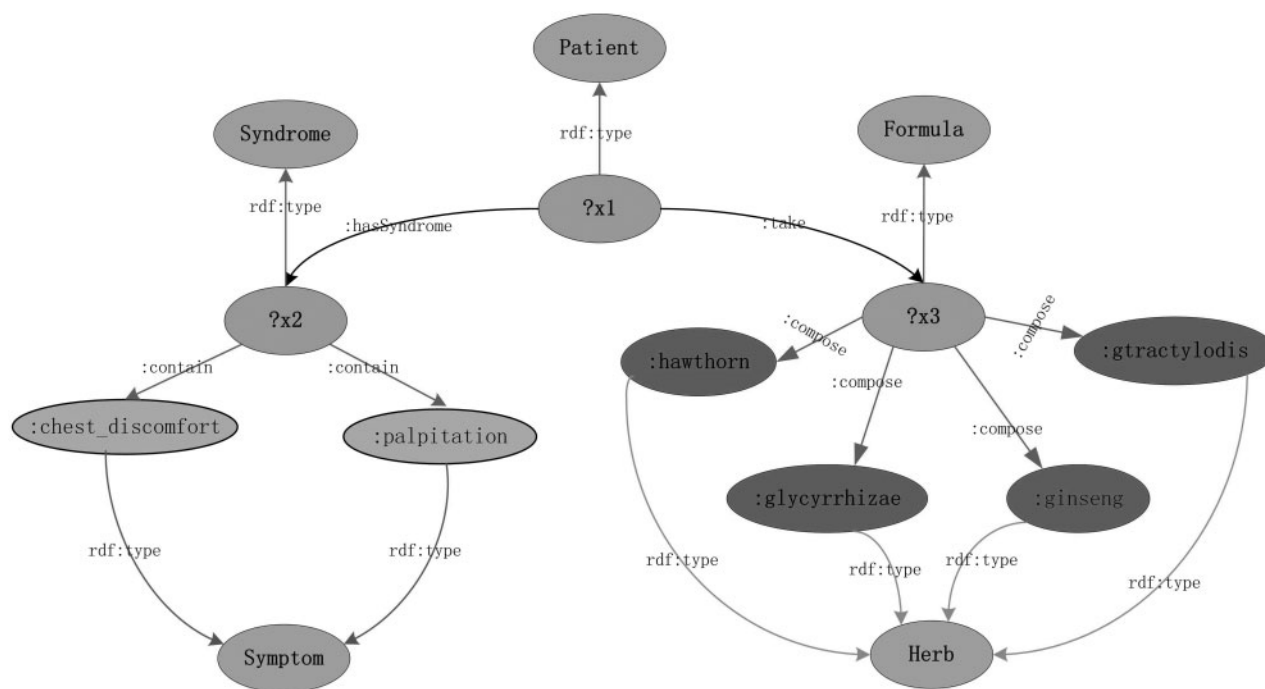 Patient
Syndrome
Formula
rdf:type
rdf:type
rdf:type
?x1
:hasSyndrome
:take
?x2
?x3
:compose
:compose
:hawthorn
:gtractylodis
:contain
:contain
:compose
:compose
:chest_discomfort
:palpitation
:glycyrrhizae
:ginseng
rdf:type
rdf:type
rdf:type
rdf:type
rdf:type
rdf:type
Symptom
Herb